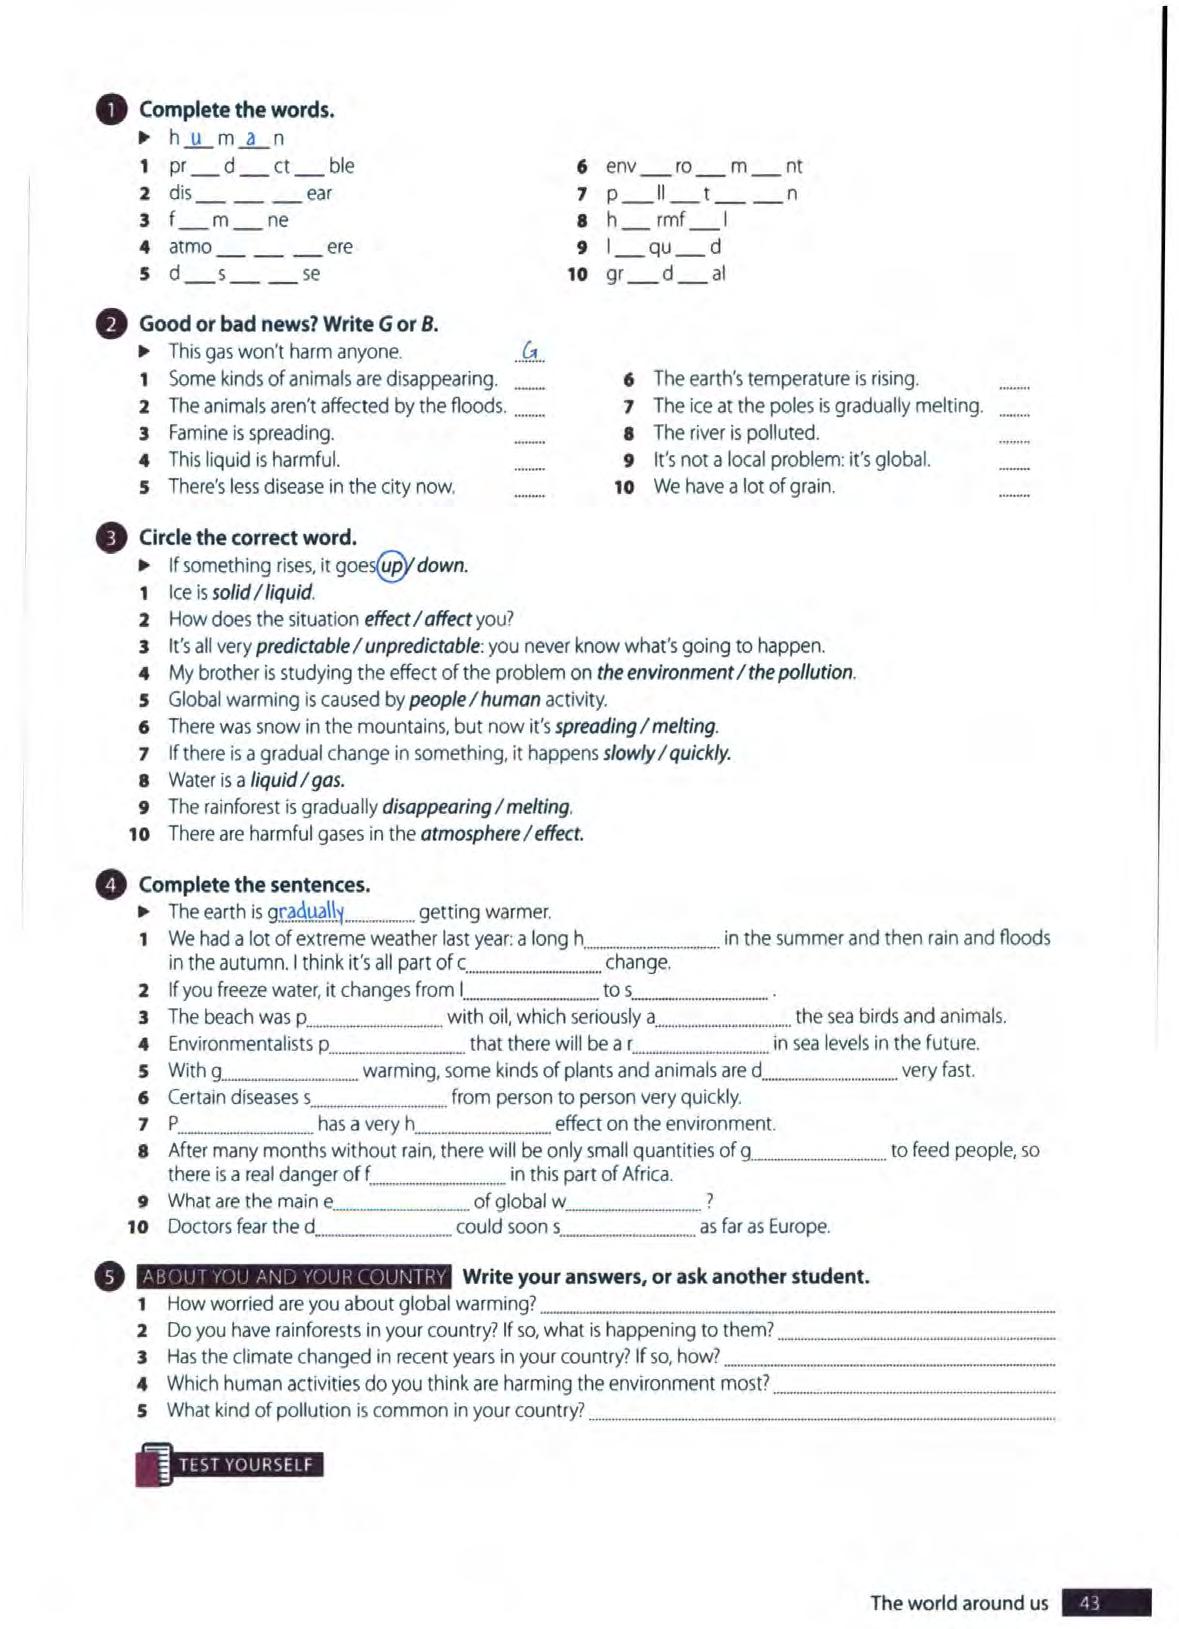 1 Complete the words.
► h u m a n
1 pr__d__ct__ble
2 dis__ __ __ear
3 f__m__ne
4 atmo__ __ __ere
5 d__s__ __se
6 env__ro__m__nt
7 p__ll__t__ __n
8 h__rmf__l
9 l__qu__d
10 gr__d__al
2 Good or bad news? Write G or B.
► This gas won't harm anyone. G
1 Some kinds of animals are disappearing. ........
2 The animals aren't affected by the floods. ........
3 Famine is spreading. ........
4 This liquid is harmful. ........
5 There's less disease in the city now. ........
6 The earth's temperature is rising. ........
7 The ice at the poles is gradually melting. ........
8 The river is polluted. ........
9 It's not a local problem: it's global. ........
10 We have a lot of grain. ........
3 Circle the correct word.
► If something rises, it goes up / down.
1 Ice is solid / liquid.
2 How does the situation effect / affect you?
3 It's all very predictable / unpredictable: you never know what's going to happen.
4 My brother is studying the effect of the problem on the environment / the pollution.
5 Global warming is caused by people / human activity.
6 There was snow in the mountains, but now it's spreading / melting.
7 If there is a gradual change in something, it happens slowly / quickly.
8 Water is a liquid / gas.
9 The rainforest is gradually disappearing / melting.
10 There are harmful gases in the atmosphere / effect.
4 Complete the sentences.
► The earth is gradually getting warmer.
1 We had a lot of extreme weather last year: a long h.................... in the summer and then rain and floods
in the autumn. I think it's all part of c.................... change.
2 If you freeze water, it changes from l.................... to s.................... .
3 The beach was p.................... with oil, which seriously a.................... the sea birds and animals.
4 Environmentalists p.................... that there will be a r.................... in sea levels in the future.
5 With g.................... warming, some kinds of plants and animals are d.................... very fast.
6 Certain diseases s.................... from person to person very quickly.
7 P.................... has a very h.................... effect on the environment.
8 After many months without rain, there will be only small quantities of g.................... to feed people, so
there is a real danger of f.................... in this part of Africa.
9 What are the main e.................... of global w.................... ?
10 Doctors fear the d.................... could soon s.................... as far as Europe.
5 ABOUT YOU AND YOUR COUNTRY Write your answers, or ask another student.
1 How worried are you about global warming? ....................
2 Do you have rainforests in your country? If so, what is happening to them? ....................
3 Has the climate changed in recent years in your country? If so, how? ....................
4 Which human activities do you think are harming the environment most? ....................
5 What kind of pollution is common in your country? ....................
TEST YOURSELF
The world around us 43